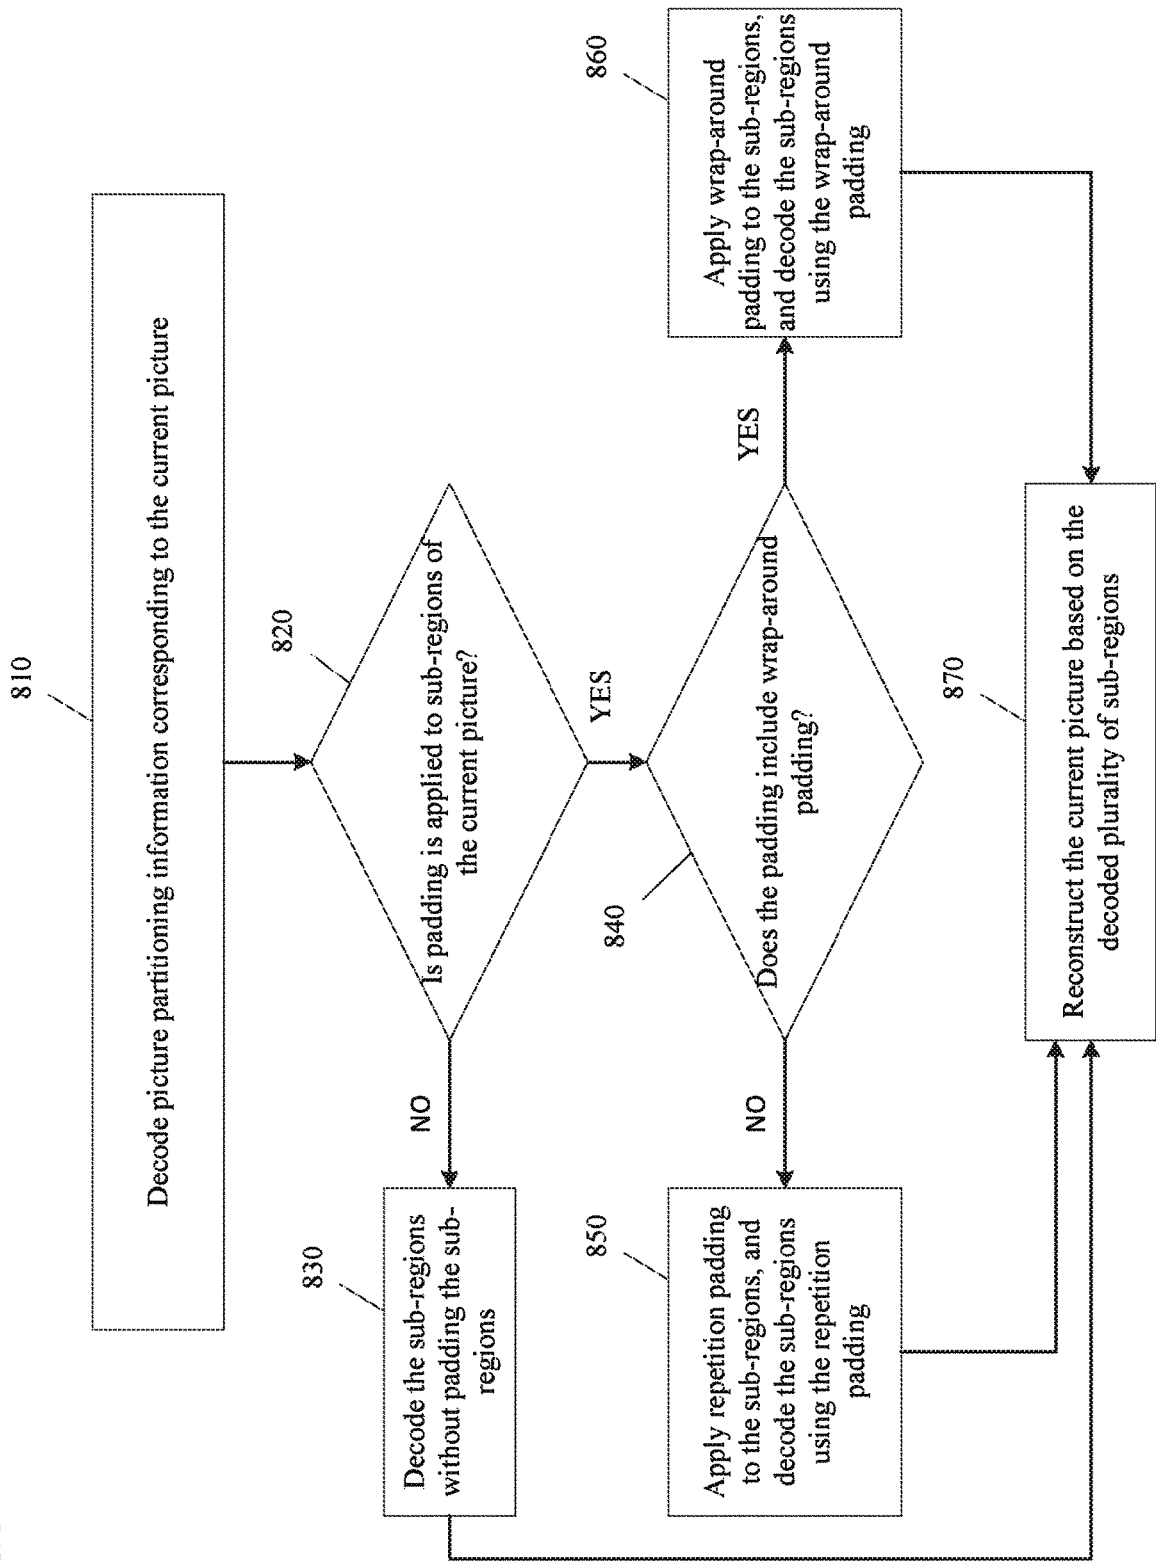 810
Decode picture partitioning information corresponding to the current picture
820
Is padding is applied to sub-regions of
the current picture?
NO
YES
830
Decode the sub-regions
without padding the sub-
regions
840
Does the padding include wrap-around
padding?
NO
YES
850
Apply repetition padding
to the sub-regions, and
decode the sub-regions
using the repetition
padding
860
Apply wrap-around
padding to the sub-regions,
and decode the sub-regions
using the wrap-around
padding
870
Reconstruct the current picture based on the
decoded plurality of sub-regions